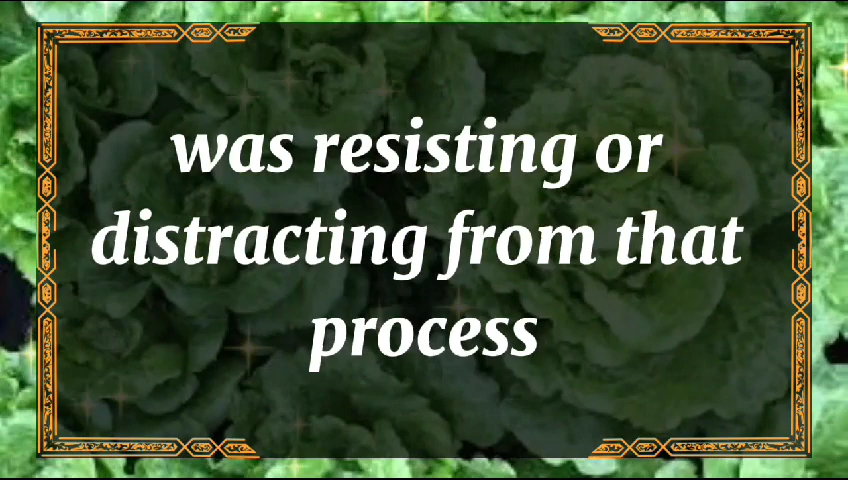 was resisting or
distracting from that
process